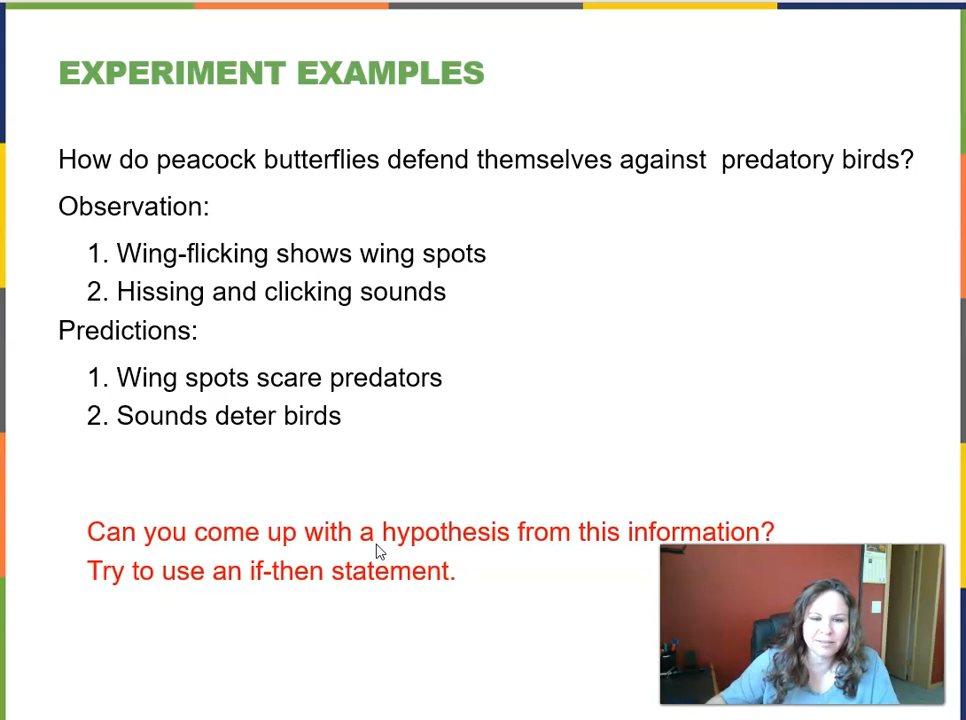 EXPERIMENT EXAMPLES
How do peacock butterflies defend themselves against predatory birds?
Observation:
1. Wing-flicking shows wing spots
2. Hissing and clicking sounds
Predictions:
1. Wing spots scare predators
2. Sounds deter birds
Can you come up with a hypothesis from this information?
Try to use an if-then statement.